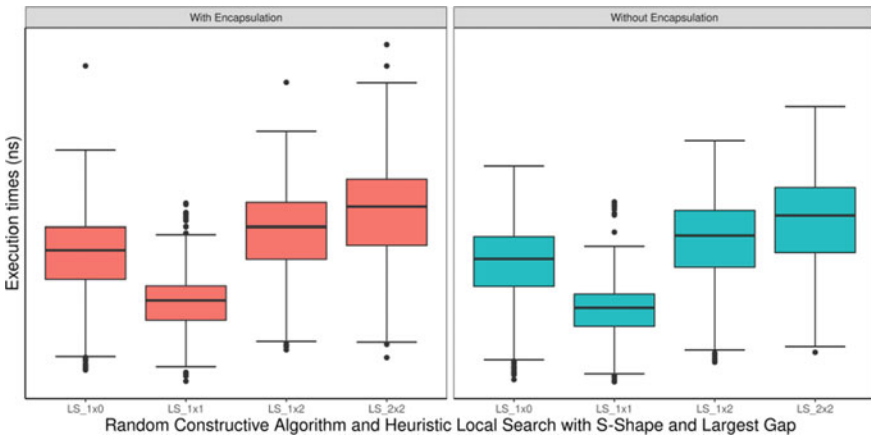 With Encapsulation
Without Encapsulation
Execution times (ns)
LS_1x0
LS_1x1
LS_1x2
LS_2x2
LS_1x0
LS_1x1
LS_1x2
LS_2x2
Random Constructive Algorithm and Heuristic Local Search with S-Shape and Largest Gap